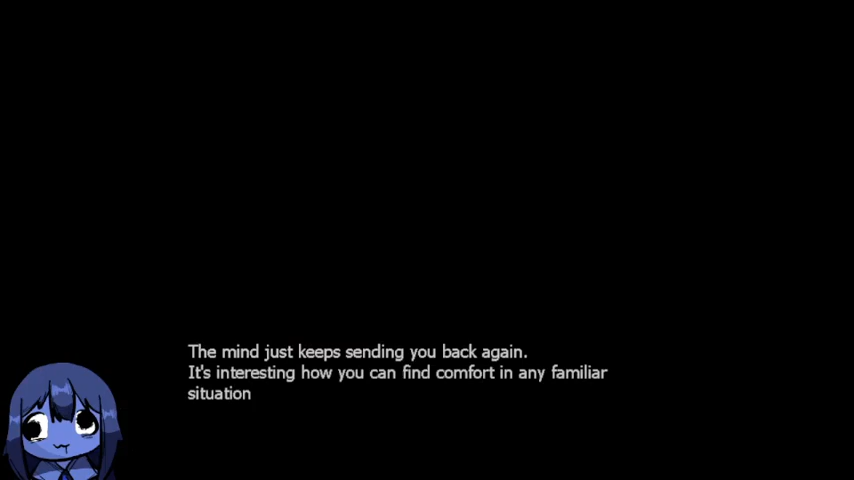 The mind just keeps sending you back again.
It's interesting how you can find comfort in any familiar
situation